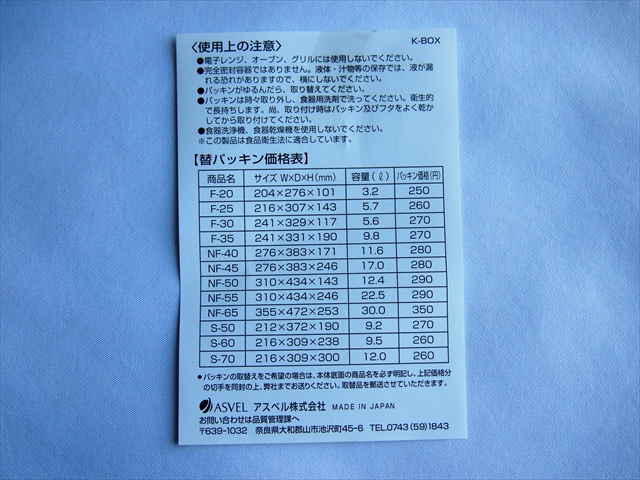 K-BOX
〈使用上の注意〉
●電子レンジ、オーブン、グリルには使用しないでください。
●完全密封容器ではありません。液体・汁物等の保存では、液が漏
れる恐れがありますので、横にしないでください。
●パッキンがゆるんだら、取り替えてください。
●パッキンは時々取り外し、食器用洗剤で洗ってください。衛生的
で長持ちします。尚、取り付け時はパッキン及びフタをよく乾か
してから取り付けてください。
●食器洗浄機、食器乾燥機を使用しないでください。
※この製品は食品衛生法に適合しています。
【替パッキン価格表】
商品名 サイズ W×D×H(mm) 容量(ℓ) パッキン価格(円)
F-20 204×276×101 3.2 250
F-25 216×307×143 5.7 260
F-30 241×329×117 5.6 270
F-35 241×331×190 9.8 270
NF-40 276×383×171 11.6 280
NF-45 276×383×246 17.0 280
NF-50 310×434×143 12.4 290
NF-55 310×434×246 22.5 290
NF-65 355×472×253 30.0 350
S-50 212×372×190 9.2 270
S-60 216×309×238 9.5 260
S-70 216×309×300 12.0 260
●パッキンの取替えをご希望の場合は、本体底面の商品名を必ず明記し、上記価格分
の切手を同封の上、弊社までお送りください。取替品を郵送させていただきます。
ASVEL アスベル株式会社 MADE IN JAPAN
お問い合わせは品質管理課へ
〒639-1032 奈良県大和郡山市池沢町45-6 TEL.0743(59)1843